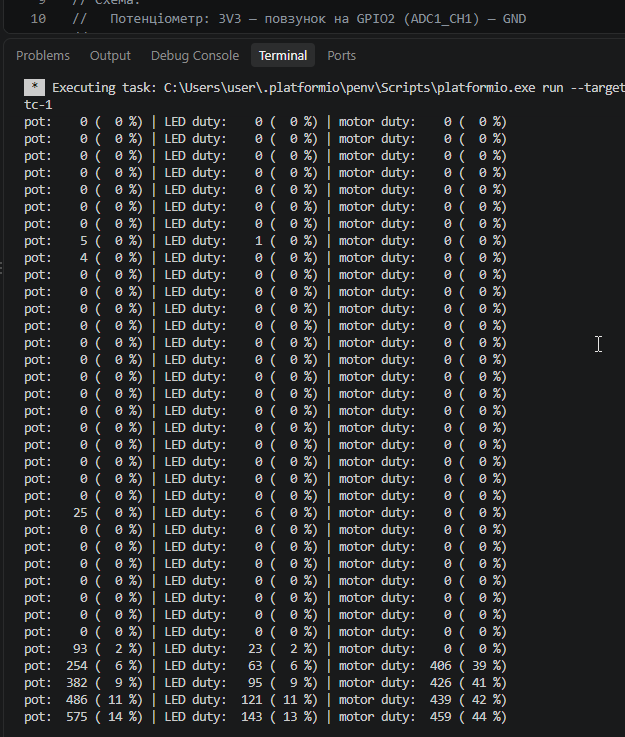 9 // Схема:
10 //   Потенціометр: 3V3 — повзунок на GPIO2 (ADC1_CH1) — GND
Problems Output Debug Console Terminal Ports
* Executing task: C:\Users\user\.platformio\penv\Scripts\platformio.exe run --target
tc-1
pot:    0 (  0 %) | LED duty:    0 (  0 %) | motor duty:    0 (  0 %)
pot:    0 (  0 %) | LED duty:    0 (  0 %) | motor duty:    0 (  0 %)
pot:    0 (  0 %) | LED duty:    0 (  0 %) | motor duty:    0 (  0 %)
pot:    0 (  0 %) | LED duty:    0 (  0 %) | motor duty:    0 (  0 %)
pot:    0 (  0 %) | LED duty:    0 (  0 %) | motor duty:    0 (  0 %)
pot:    0 (  0 %) | LED duty:    0 (  0 %) | motor duty:    0 (  0 %)
pot:    0 (  0 %) | LED duty:    0 (  0 %) | motor duty:    0 (  0 %)
pot:    5 (  0 %) | LED duty:    1 (  0 %) | motor duty:    0 (  0 %)
pot:    4 (  0 %) | LED duty:    0 (  0 %) | motor duty:    0 (  0 %)
pot:    0 (  0 %) | LED duty:    0 (  0 %) | motor duty:    0 (  0 %)
pot:    0 (  0 %) | LED duty:    0 (  0 %) | motor duty:    0 (  0 %)
pot:    0 (  0 %) | LED duty:    0 (  0 %) | motor duty:    0 (  0 %)
pot:    0 (  0 %) | LED duty:    0 (  0 %) | motor duty:    0 (  0 %)
pot:    0 (  0 %) | LED duty:    0 (  0 %) | motor duty:    0 (  0 %)
pot:    0 (  0 %) | LED duty:    0 (  0 %) | motor duty:    0 (  0 %)
pot:    0 (  0 %) | LED duty:    0 (  0 %) | motor duty:    0 (  0 %)
pot:    0 (  0 %) | LED duty:    0 (  0 %) | motor duty:    0 (  0 %)
pot:    0 (  0 %) | LED duty:    0 (  0 %) | motor duty:    0 (  0 %)
pot:    0 (  0 %) | LED duty:    0 (  0 %) | motor duty:    0 (  0 %)
pot:    0 (  0 %) | LED duty:    0 (  0 %) | motor duty:    0 (  0 %)
pot:    0 (  0 %) | LED duty:    0 (  0 %) | motor duty:    0 (  0 %)
pot:    0 (  0 %) | LED duty:    0 (  0 %) | motor duty:    0 (  0 %)
pot:    0 (  0 %) | LED duty:    0 (  0 %) | motor duty:    0 (  0 %)
pot:   25 (  0 %) | LED duty:    6 (  0 %) | motor duty:    0 (  0 %)
pot:    0 (  0 %) | LED duty:    0 (  0 %) | motor duty:    0 (  0 %)
pot:    0 (  0 %) | LED duty:    0 (  0 %) | motor duty:    0 (  0 %)
pot:    0 (  0 %) | LED duty:    0 (  0 %) | motor duty:    0 (  0 %)
pot:    0 (  0 %) | LED duty:    0 (  0 %) | motor duty:    0 (  0 %)
pot:    0 (  0 %) | LED duty:    0 (  0 %) | motor duty:    0 (  0 %)
pot:    0 (  0 %) | LED duty:    0 (  0 %) | motor duty:    0 (  0 %)
pot:    0 (  0 %) | LED duty:    0 (  0 %) | motor duty:    0 (  0 %)
pot:   93 (  2 %) | LED duty:   23 (  2 %) | motor duty:    0 (  0 %)
pot:  254 (  6 %) | LED duty:   63 (  6 %) | motor duty:  406 ( 39 %)
pot:  382 (  9 %) | LED duty:   95 (  9 %) | motor duty:  426 ( 41 %)
pot:  486 ( 11 %) | LED duty:  121 ( 11 %) | motor duty:  439 ( 42 %)
pot:  575 ( 14 %) | LED duty:  143 ( 13 %) | motor duty:  459 ( 44 %)